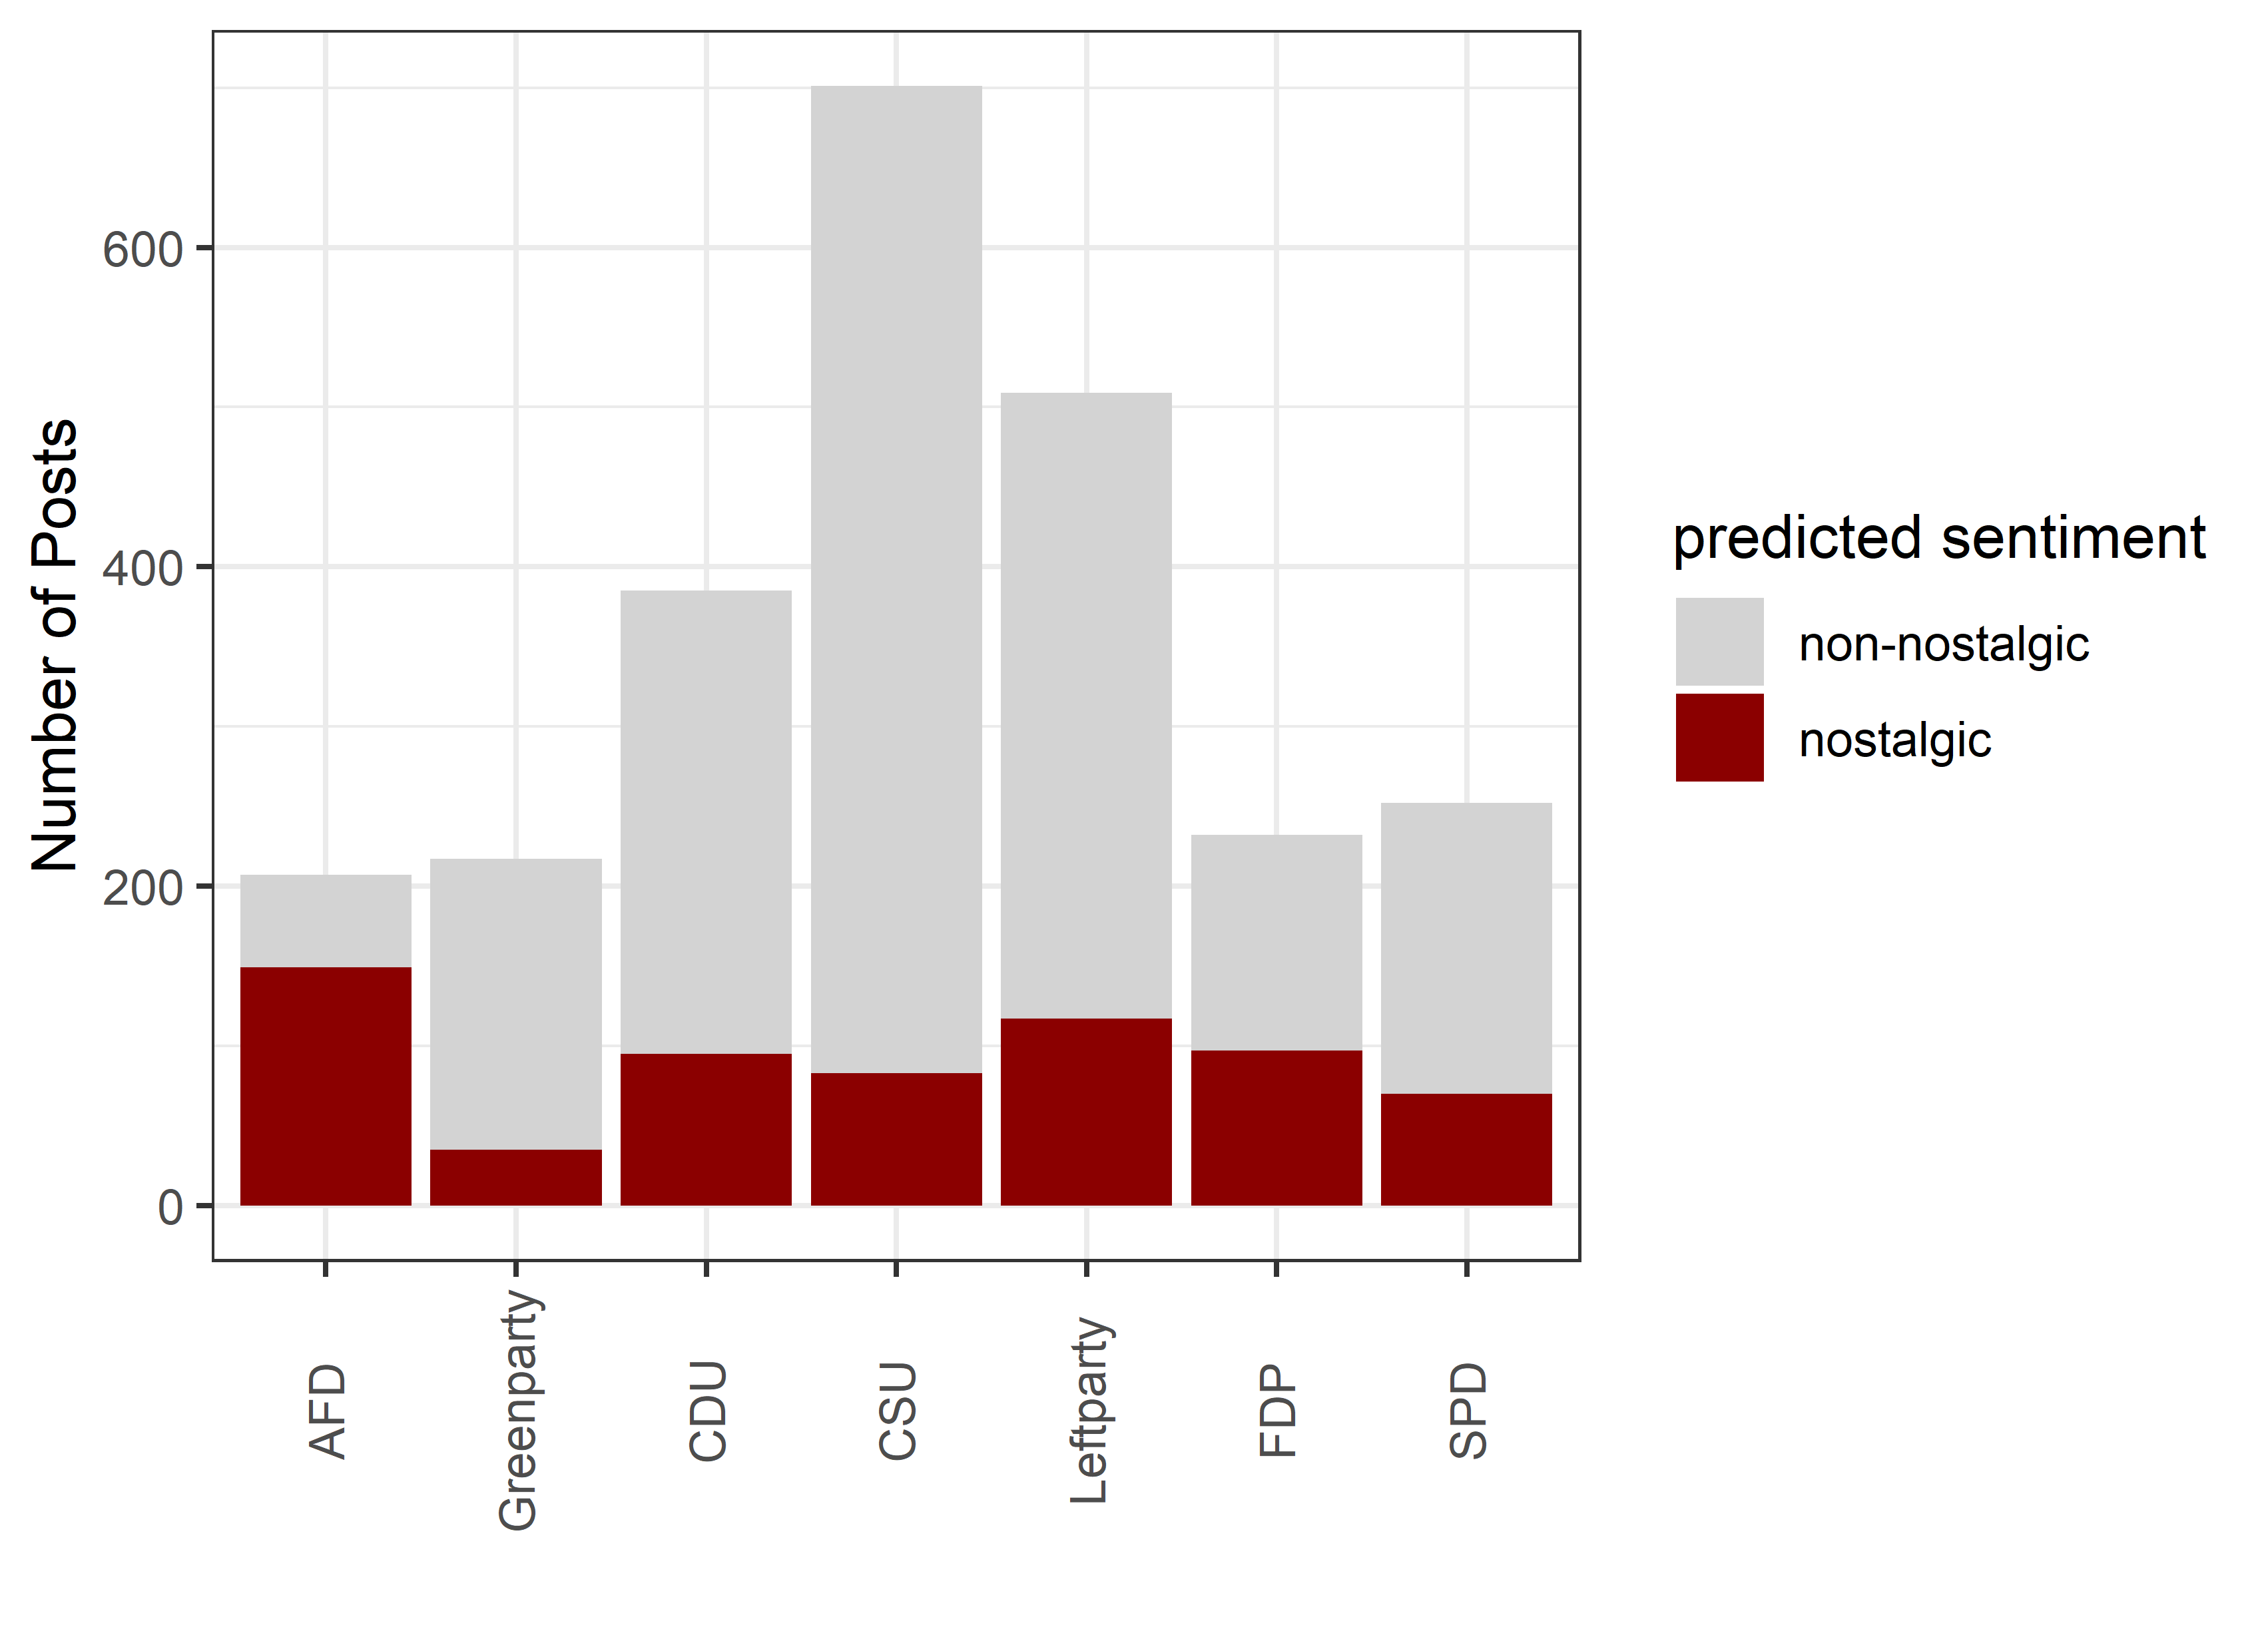 Number of Posts
600
400
200
0
AFD
Greenparty
CDU
CSU
Leftparty
FDP
SPD
predicted sentiment
non-nostalgic
nostalgic